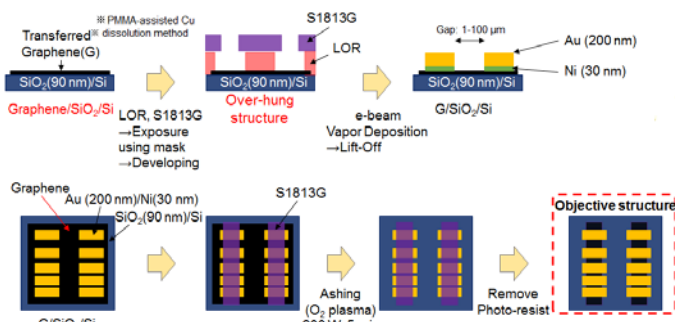 ※ PMMA-assisted Cu
※ dissolution method
Transferred
Graphene(G)
SiO₂(90 nm)/Si
Graphene/SiO₂/Si
LOR, S1813G
→Exposure
using mask
→Developing
S1813G
LOR
SiO₂(90 nm)/Si
Over-hung
structure
e-beam
Vapor Deposition
→Lift-Off
Gap: 1-100 μm
Au (200 nm)
Ni (30 nm)
SiO₂(90 nm)/Si
G/SiO₂/Si
Graphene
Au (200 nm)/Ni(30 nm)
SiO₂(90 nm)/Si
G/SiO₂/Si
S1813G
Ashing
(O₂ plasma)
Remove
Photo-resist
Objective structure